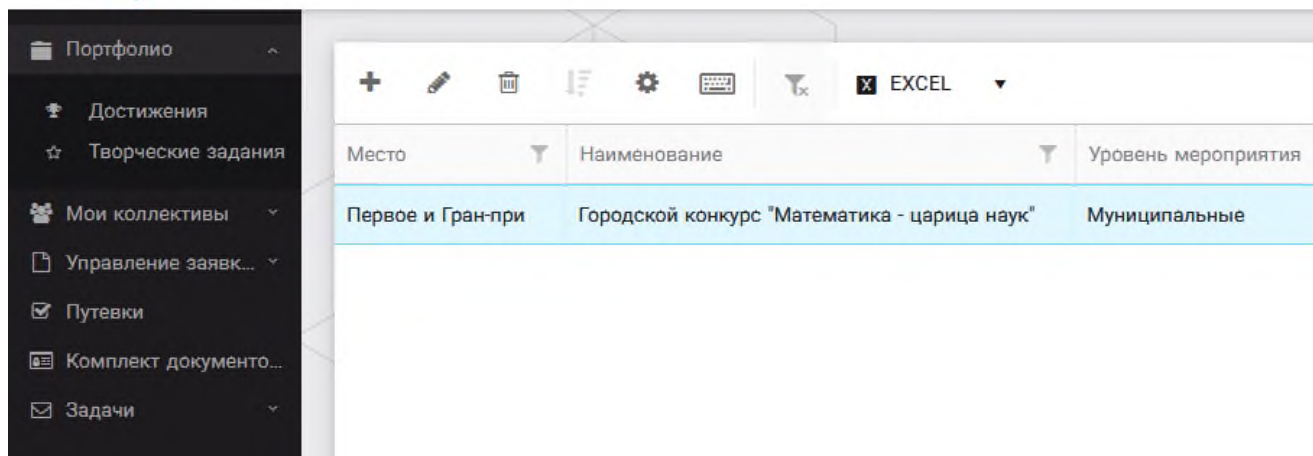 Портфолио
Достижения
Творческие задания
Мои коллективы
Управление заявк...
Путевки
Комплект документо...
Задачи
EXCEL
Место Наименование Уровень мероприятия
Первое и Гран-при Городской конкурс "Математика - царица наук" Муниципальные